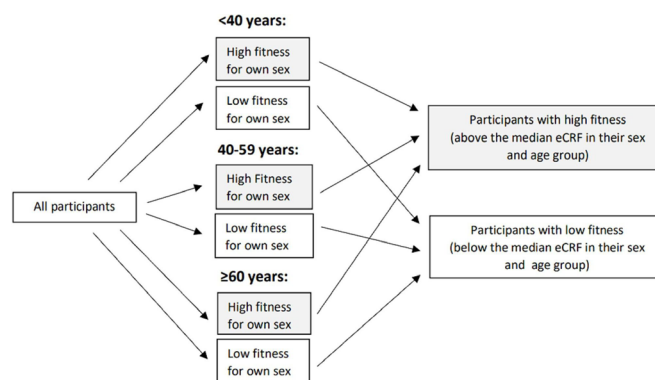 <40 years:
High fitness
for own sex
Low fitness
for own sex
40-59 years:
High Fitness
for own sex
Low fitness
for own sex
≥60 years:
High fitness
for own sex
Low fitness
for own sex
All participants
Participants with high fitness
(above the median eCRF in their sex
and age group)
Participants with low fitness
(below the median eCRF in their sex
and age group)